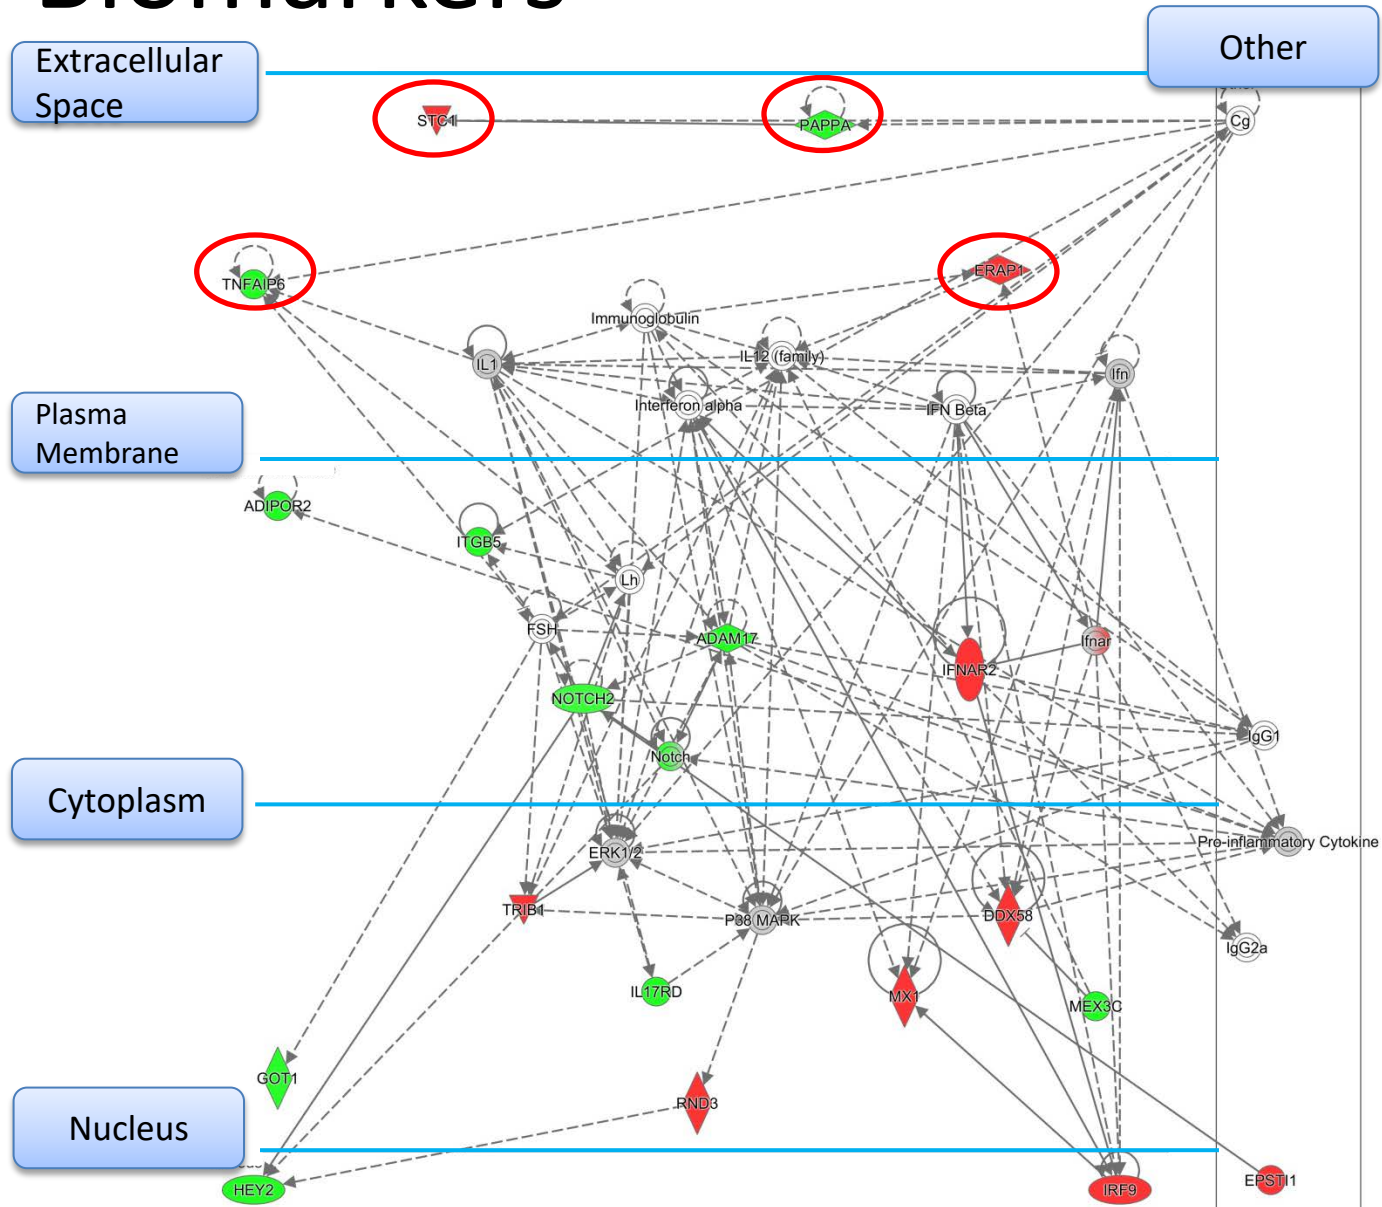 Biomarkers
Extracellular
Space
Other
STC1
PAPPA
Cg
TNFAIP6
ERAP1
Immunoglobulin
IL1
IL12 (family)
Ifn
Interferon alpha
IFN Beta
Plasma
Membrane
ADIPOR2
ITGB5
Lh
FSH
ADAM17
IFNAR2
Ifnar
NOTCH2
Notch
IgG1
Cytoplasm
ERK1/2
Pro-inflammatory Cytokine
TRIB1
P38 MAPK
DDX58
IgG2a
IL17RD
MX1
MEX3C
GOT1
RND3
Nucleus
HEY2
IRF9
EPSTI1